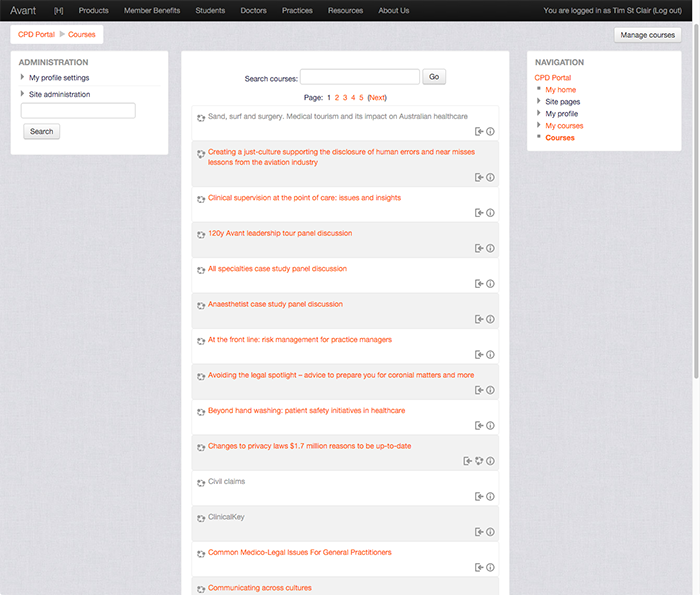 Avant [H] Products Member Benefits Students Doctors Practices Resources About Us You are logged in as Tim St Clair (Log out)
CPD Portal Courses Manage courses
ADMINISTRATION
My profile settings
Site administration
Search
Search courses: Go
Page: 1 2 3 4 5 (Next)
Sand, surf and surgery. Medical tourism and its impact on Australian healthcare
Creating a just-culture supporting the disclosure of human errors and near misses
lessons from the aviation industry
Clinical supervision at the point of care: issues and insights
120y Avant leadership tour panel discussion
All specialties case study panel discussion
Anaesthetist case study panel discussion
At the front line: risk management for practice managers
Avoiding the legal spotlight – advice to prepare you for coronial matters and more
Beyond hand washing: patient safety initiatives in healthcare
Changes to privacy laws $1.7 million reasons to be up-to-date
Civil claims
ClinicalKey
Common Medico-Legal Issues For General Practitioners
Communicating across cultures
NAVIGATION
CPD Portal
My home
Site pages
My profile
My courses
Courses